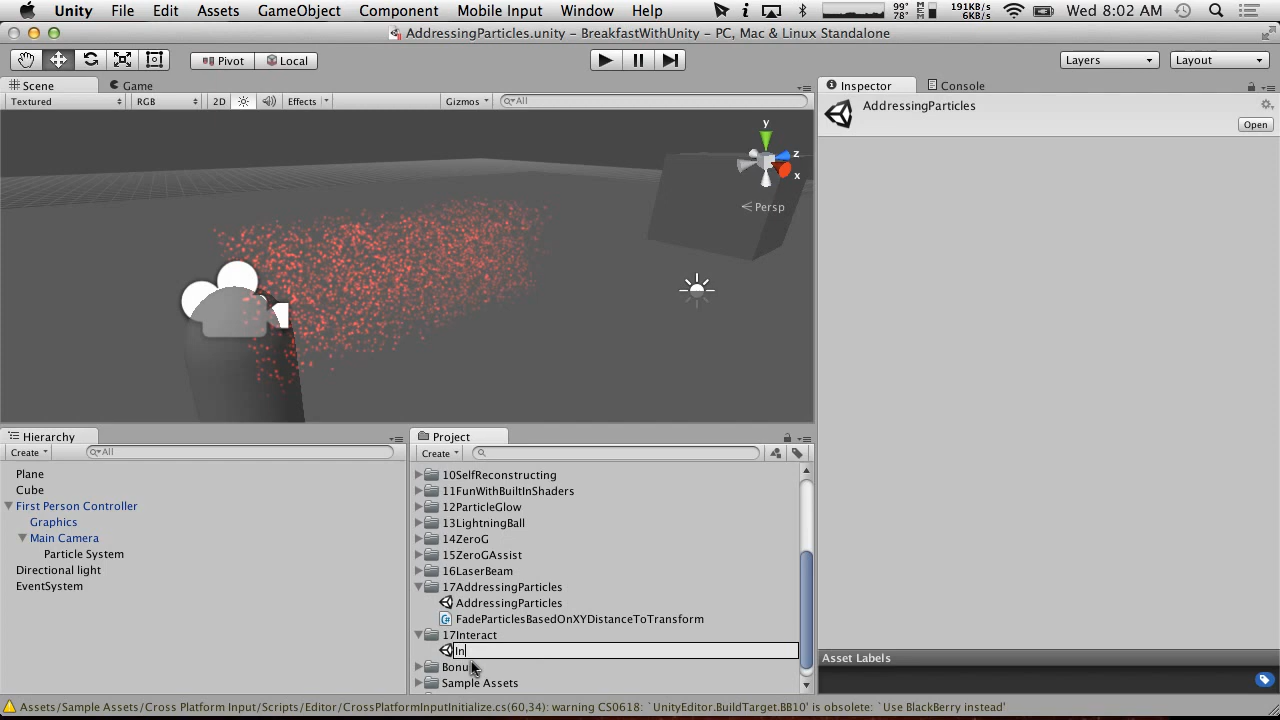 Unity File Edit Assets GameObject Component Mobile Input Window Help 99° 78° 191KB/s 6KB/s Wed 8:02 AM
AddressingParticles.unity - BreakfastWithUnity - PC, Mac & Linux Standalone
Pivot Local Layers Layout
Scene Game Inspector Console
Textured RGB 2D Effects Gizmos All
AddressingParticles
Open
y
z
x
Persp
Hierarchy
Create All
Plane
Cube
First Person Controller
Graphics
Main Camera
Particle System
Directional light
EventSystem
Project
Create
10SelfReconstructing
11FunWithBuiltInShaders
12ParticleGlow
13LightningBall
14ZeroG
15ZeroGAssist
16LaserBeam
17AddressingParticles
AddressingParticles
FadeParticlesBasedOnXYDistanceToTransform
17Interact
In
Bonu
Sample Assets
Asset Labels
Assets/Sample Assets/Cross Platform Input/Scripts/Editor/CrossPlatformInputInitialize.cs(60,34): warning CS0618: `UnityEditor.BuildTarget.BB10' is obsolete: `Use BlackBerry instead'